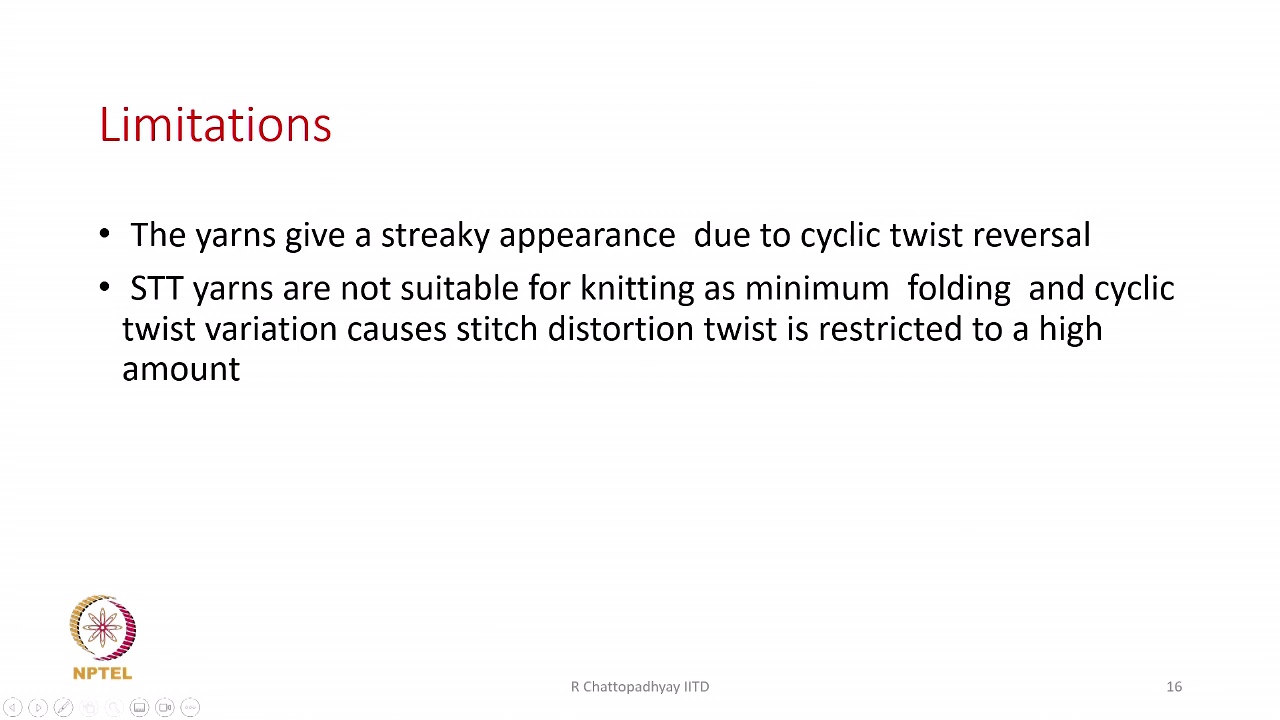 Limitations
• The yarns give a streaky appearance due to cyclic twist reversal
• STT yarns are not suitable for knitting as minimum folding and cyclic
twist variation causes stitch distortion twist is restricted to a high
amount
NPTEL
R Chattopadhyay IITD
16